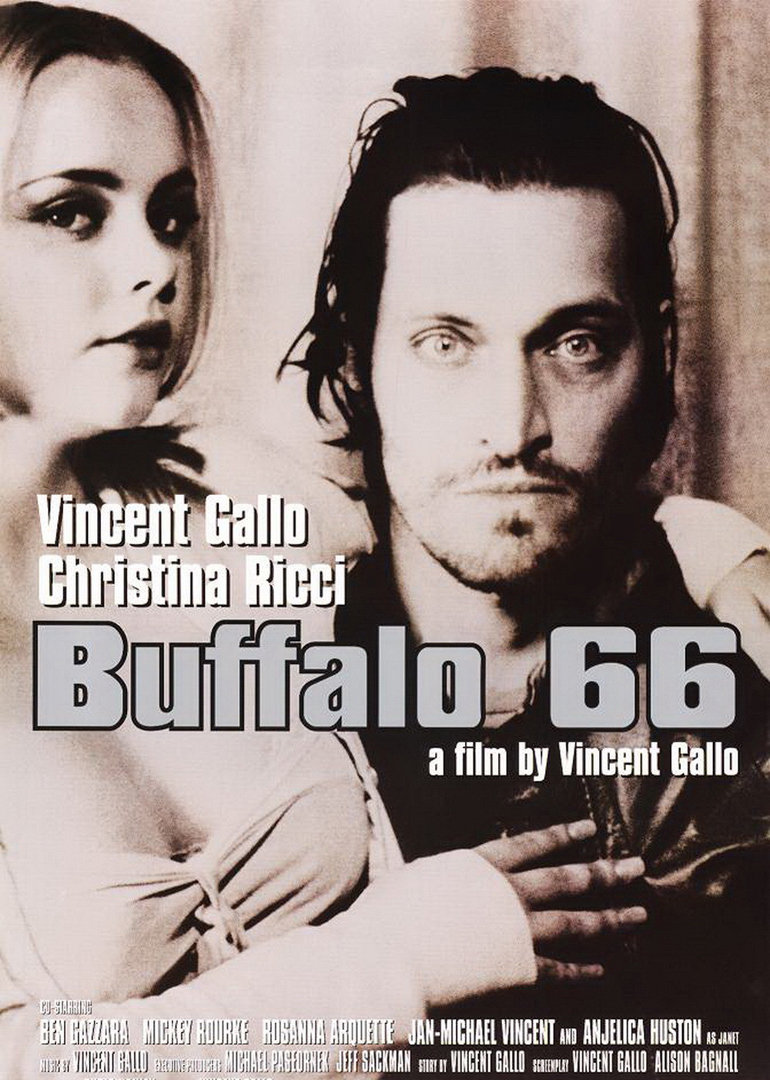 Vincent Gallo
Christina Ricci
Buffalo 66
a film by Vincent Gallo
CO-STARRING
BEN GAZZARA MICKEY ROURKE ROSANNA ARQUETTE JAN-MICHAEL VINCENT AND ANJELICA HUSTON AS JANET
MUSIC BY VINCENT GALLO EXECUTIVE PRODUCERS MICHAEL PASEORNEK JEFF SACKMAN STORY BY VINCENT GALLO SCREENPLAY VINCENT GALLO ALISON BAGNALL